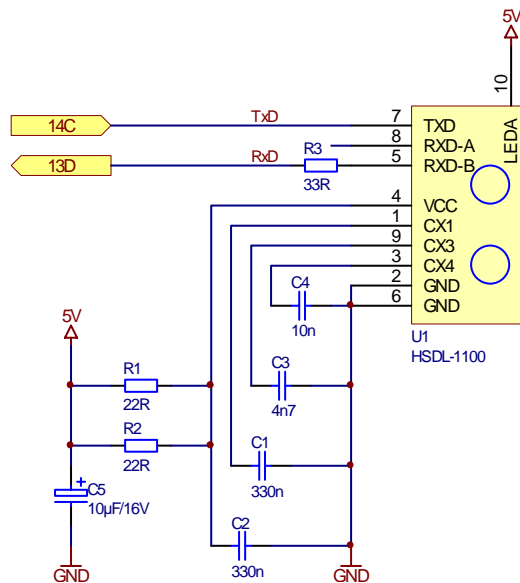 5V
10
LEDA
14C
TxD
7
TXD
8
RXD-A
13D
RxD
R3
33R
5
RXD-B
4
VCC
1
CX1
9
CX3
3
CX4
2
GND
6
GND
C4
10n
U1
HSDL-1100
5V
R1
22R
C3
4n7
R2
22R
C1
330n
C5
10µF/16V
C2
330n
GND
GND